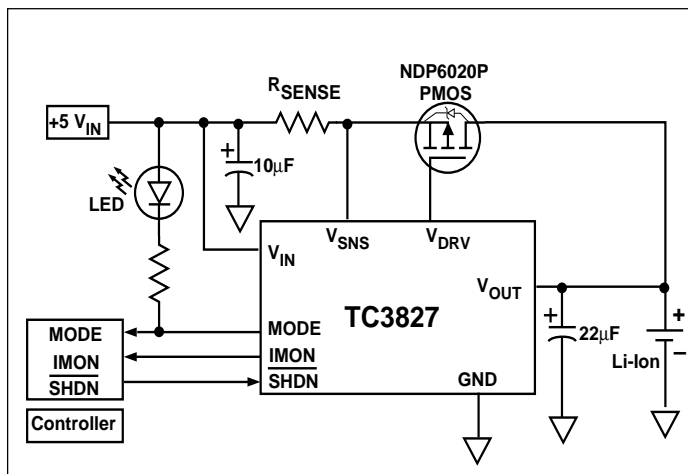 NDP6020P
PMOS
RSENSE
+5 VIN
+
10μF
LED
VSNS
VDRV
VIN
VOUT
TC3827
+
22μF
+
−
Li-Ion
MODE
MODE
IMON
IMON
SHDN
SHDN
GND
Controller